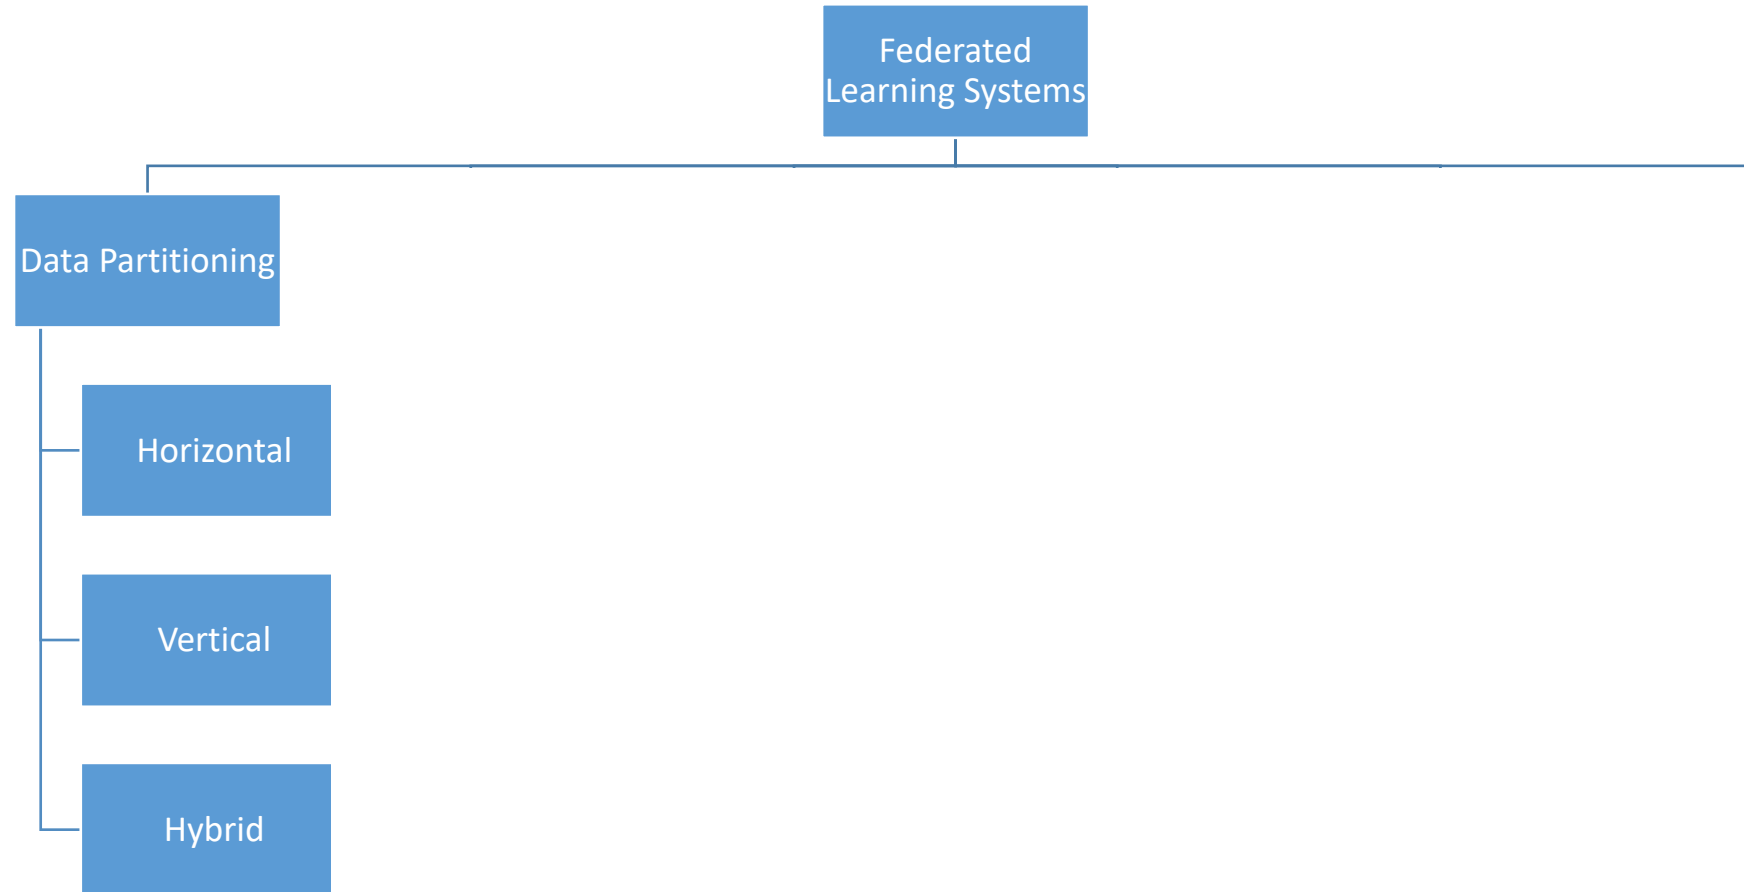 Federated
Learning Systems
Data Partitioning
Horizontal
Vertical
Hybrid